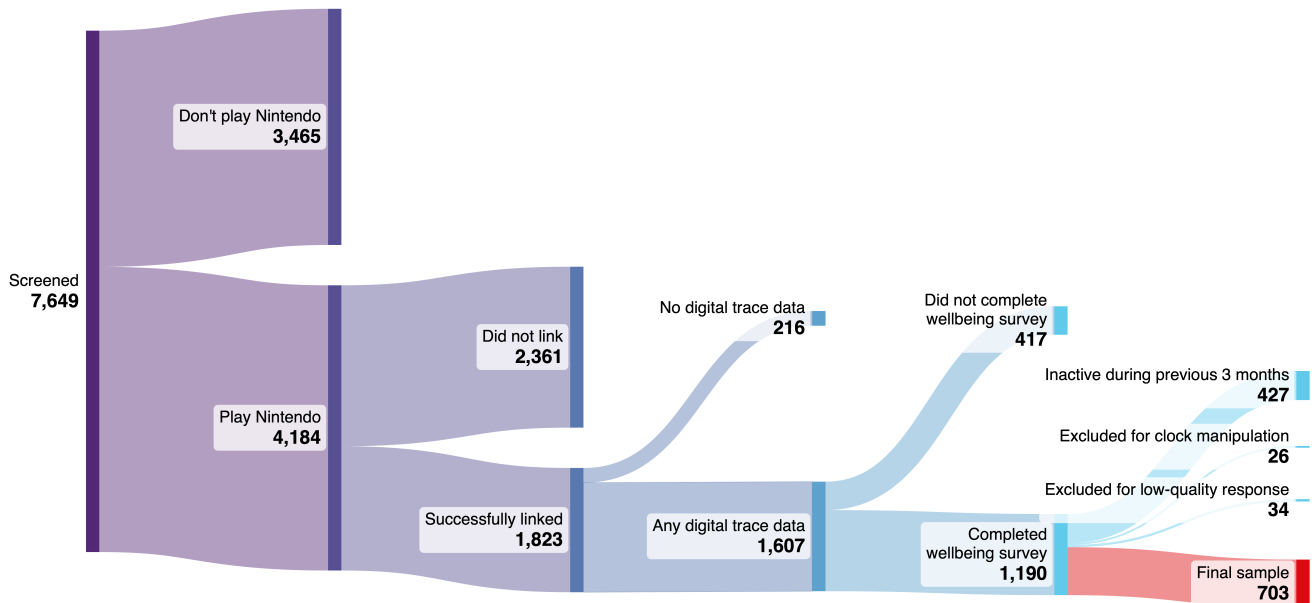 Screened
7,649
Don't play Nintendo
3,465
Play Nintendo
4,184
Did not link
2,361
Successfully linked
1,823
No digital trace data
216
Any digital trace data
1,607
Did not complete
wellbeing survey
417
Completed
wellbeing survey
1,190
Inactive during previous 3 months
427
Excluded for clock manipulation
26
Excluded for low-quality response
34
Final sample
703